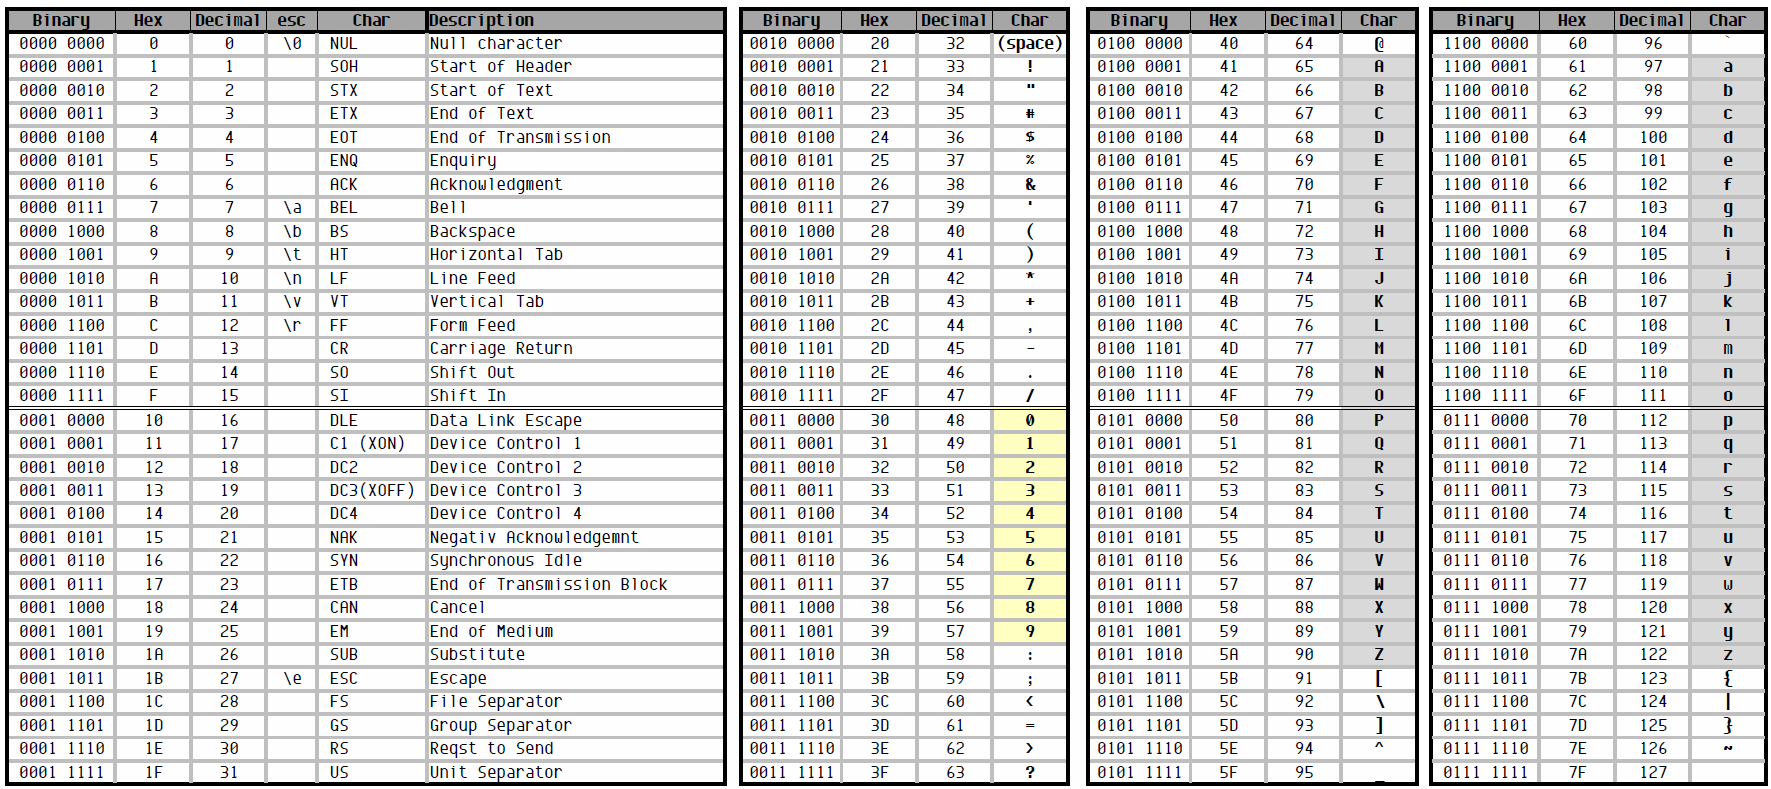 Binary Hex Decimal esc Char Description Binary Hex Decimal Char Binary Hex Decimal Char Binary Hex Decimal Char
0000 0000 0 0 \0 NUL Null character 0010 0000 20 32 (space) 0100 0000 40 64 @ 1100 0000 60 96 `
0000 0001 1 1 SOH Start of Header 0010 0001 21 33 ! 0100 0001 41 65 A 1100 0001 61 97 a
0000 0010 2 2 STX Start of Text 0010 0010 22 34 " 0100 0010 42 66 B 1100 0010 62 98 b
0000 0011 3 3 ETX End of Text 0010 0011 23 35 # 0100 0011 43 67 C 1100 0011 63 99 c
0000 0100 4 4 EOT End of Transmission 0010 0100 24 36 $ 0100 0100 44 68 D 1100 0100 64 100 d
0000 0101 5 5 ENQ Enquiry 0010 0101 25 37 % 0100 0101 45 69 E 1100 0101 65 101 e
0000 0110 6 6 ACK Acknowledgment 0010 0110 26 38 & 0100 0110 46 70 F 1100 0110 66 102 f
0000 0111 7 7 \a BEL Bell 0010 0111 27 39 ' 0100 0111 47 71 G 1100 0111 67 103 g
0000 1000 8 8 \b BS Backspace 0010 1000 28 40 ( 0100 1000 48 72 H 1100 1000 68 104 h
0000 1001 9 9 \t HT Horizontal Tab 0010 1001 29 41 ) 0100 1001 49 73 I 1100 1001 69 105 i
0000 1010 A 10 \n LF Line Feed 0010 1010 2A 42 * 0100 1010 4A 74 J 1100 1010 6A 106 j
0000 1011 B 11 \v VT Vertical Tab 0010 1011 2B 43 + 0100 1011 4B 75 K 1100 1011 6B 107 k
0000 1100 C 12 \r FF Form Feed 0010 1100 2C 44 , 0100 1100 4C 76 L 1100 1100 6C 108 l
0000 1101 D 13 CR Carriage Return 0010 1101 2D 45 - 0100 1101 4D 77 M 1100 1101 6D 109 m
0000 1110 E 14 SO Shift Out 0010 1110 2E 46 . 0100 1110 4E 78 N 1100 1110 6E 110 n
0000 1111 F 15 SI Shift In 0010 1111 2F 47 / 0100 1111 4F 79 O 1100 1111 6F 111 o
0001 0000 10 16 DLE Data Link Escape 0011 0000 30 48 0 0101 0000 50 80 P 0111 0000 70 112 p
0001 0001 11 17 C1 (XON) Device Control 1 0011 0001 31 49 1 0101 0001 51 81 Q 0111 0001 71 113 q
0001 0010 12 18 DC2 Device Control 2 0011 0010 32 50 2 0101 0010 52 82 R 0111 0010 72 114 r
0001 0011 13 19 DC3(XOFF) Device Control 3 0011 0011 33 51 3 0101 0011 53 83 S 0111 0011 73 115 s
0001 0100 14 20 DC4 Device Control 4 0011 0100 34 52 4 0101 0100 54 84 T 0111 0100 74 116 t
0001 0101 15 21 NAK Negativ Acknowledgemnt 0011 0101 35 53 5 0101 0101 55 85 U 0111 0101 75 117 u
0001 0110 16 22 SYN Synchronous Idle 0011 0110 36 54 6 0101 0110 56 86 V 0111 0110 76 118 v
0001 0111 17 23 ETB End of Transmission Block 0011 0111 37 55 7 0101 0111 57 87 W 0111 0111 77 119 w
0001 1000 18 24 CAN Cancel 0011 1000 38 56 8 0101 1000 58 88 X 0111 1000 78 120 x
0001 1001 19 25 EM End of Medium 0011 1001 39 57 9 0101 1001 59 89 Y 0111 1001 79 121 y
0001 1010 1A 26 SUB Substitute 0011 1010 3A 58 : 0101 1010 5A 90 Z 0111 1010 7A 122 z
0001 1011 1B 27 \e ESC Escape 0011 1011 3B 59 ; 0101 1011 5B 91 [ 0111 1011 7B 123 {
0001 1100 1C 28 FS File Separator 0011 1100 3C 60 < 0101 1100 5C 92 \ 0111 1100 7C 124 |
0001 1101 1D 29 GS Group Separator 0011 1101 3D 61 = 0101 1101 5D 93 ] 0111 1101 7D 125 }
0001 1110 1E 30 RS Reqst to Send 0011 1110 3E 62 > 0101 1110 5E 94 ^ 0111 1110 7E 126 ~
0001 1111 1F 31 US Unit Separator 0011 1111 3F 63 ? 0101 1111 5F 95 _ 0111 1111 7F 127